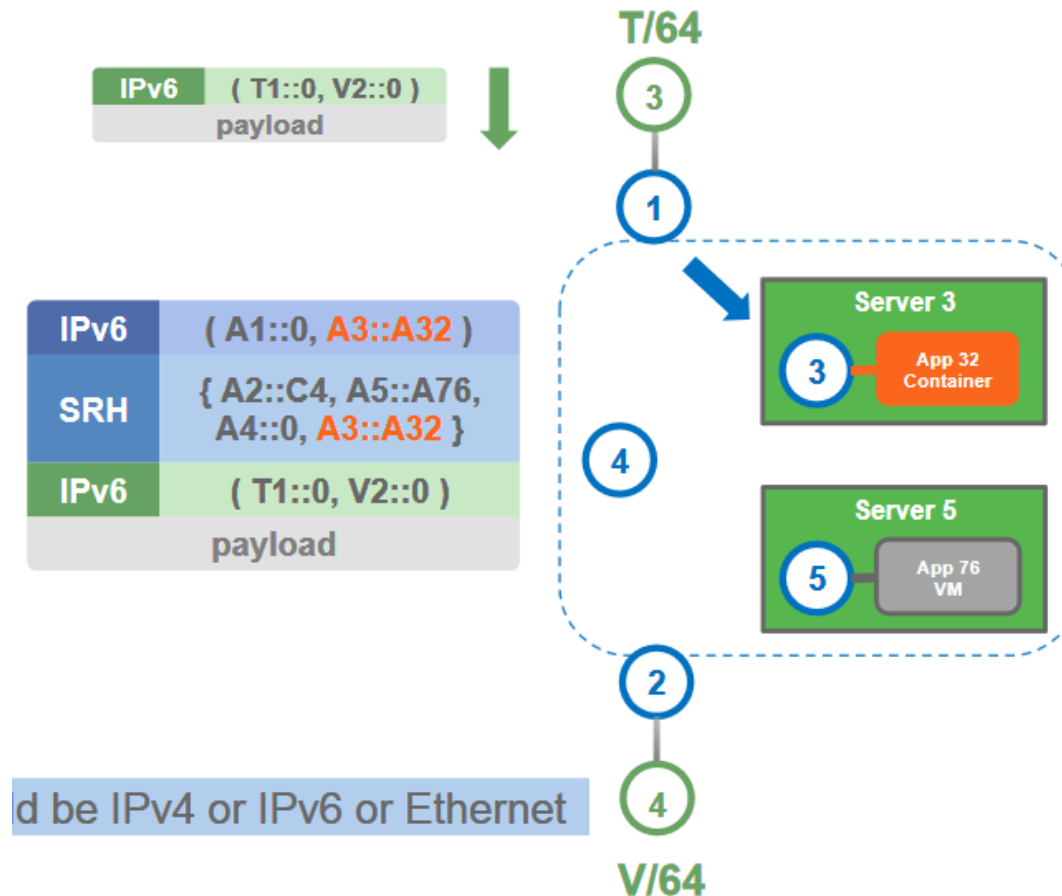 T/64
IPv6 ( T1::0, V2::0 )
payload
3
1
IPv6 ( A1::0, A3::A32 )
SRH { A2::C4, A5::A76,
A4::0, A3::A32 }
IPv6 ( T1::0, V2::0 )
payload
Server 3
3
App 32
Container
4
Server 5
5
App 76
VM
2
d be IPv4 or IPv6 or Ethernet
4
V/64